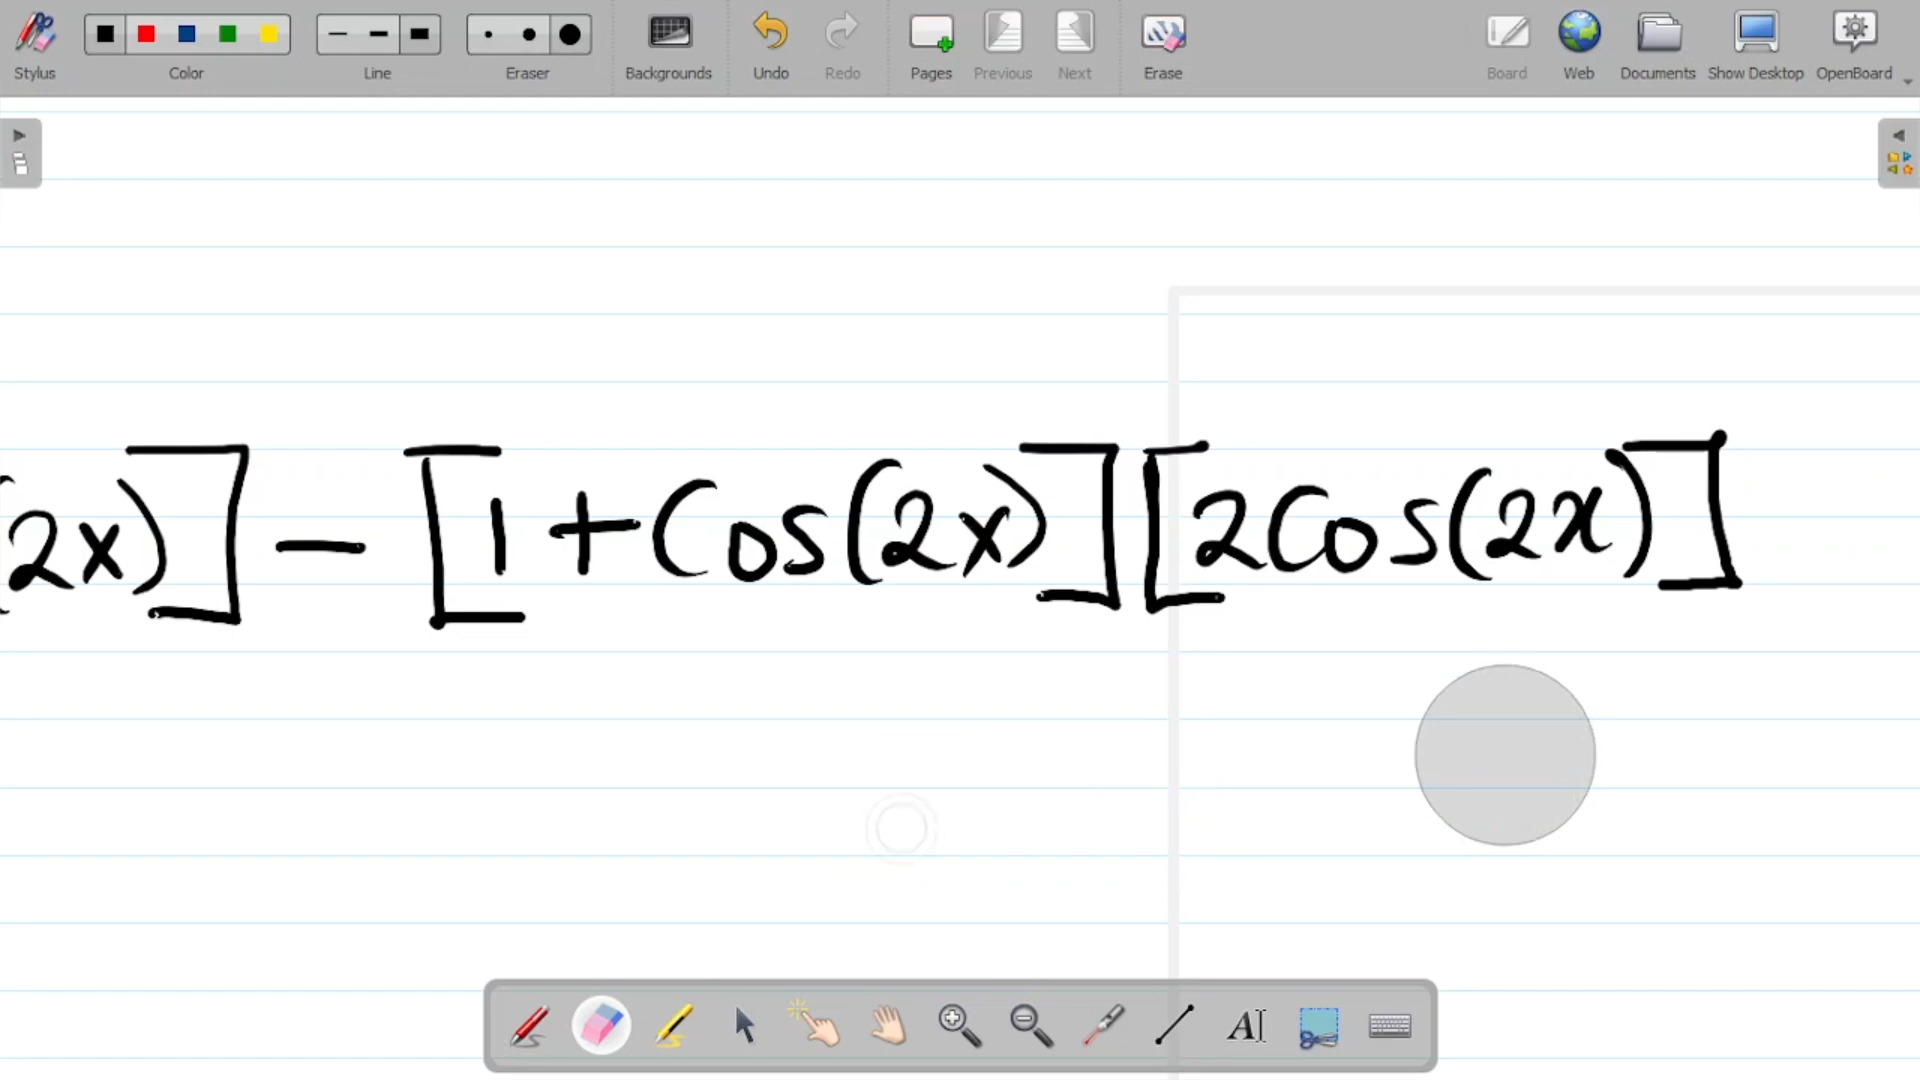 Stylus Color Line Eraser Backgrounds Undo Redo Pages Previous Next Erase Board Web Documents Show Desktop OpenBoard
2x)] - [1 + Cos(2x)][2Cos(2x)]
AI